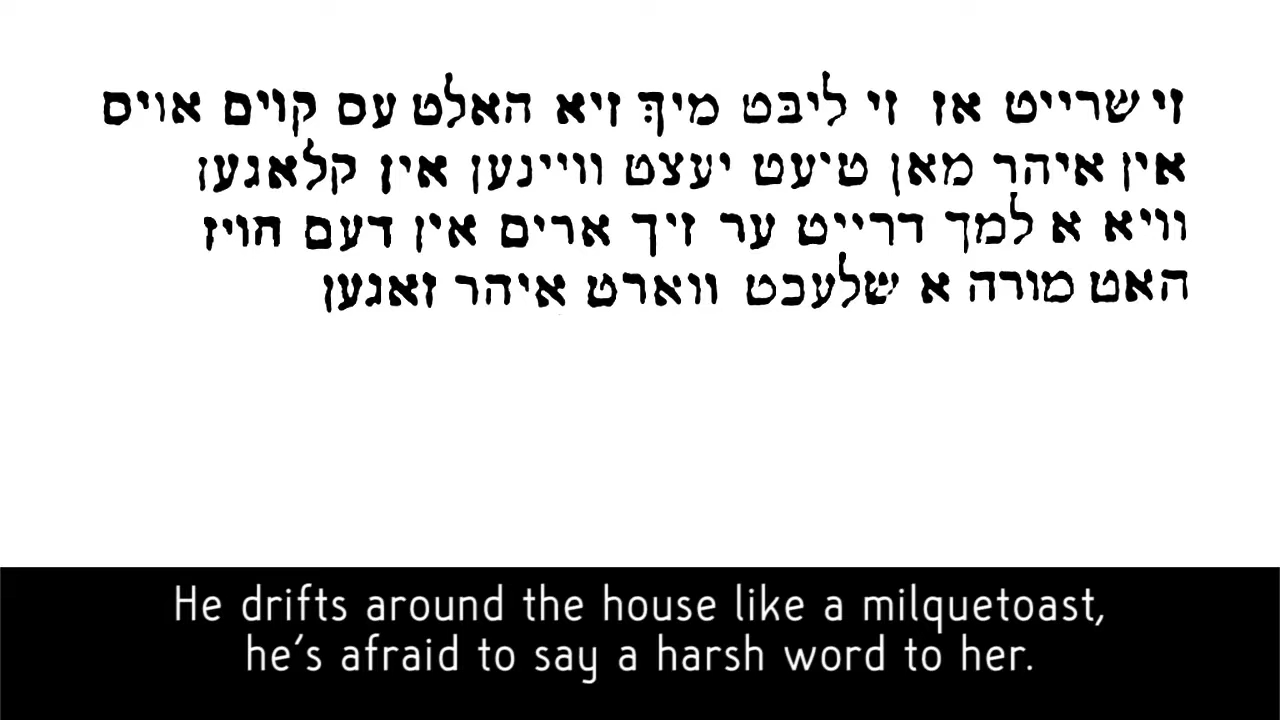 זי שרייט אז זי ליבט מיך זיא האלט עס קוים אויס
אין איהר מאן טיעט יעצט וויינען אין קלאגען
וויא א למך דרייט ער זיך ארים אין דעם הויז
האט מורה א שלעכט ווארט איהר זאגען
He drifts around the house like a milquetoast,
he's afraid to say a harsh word to her.